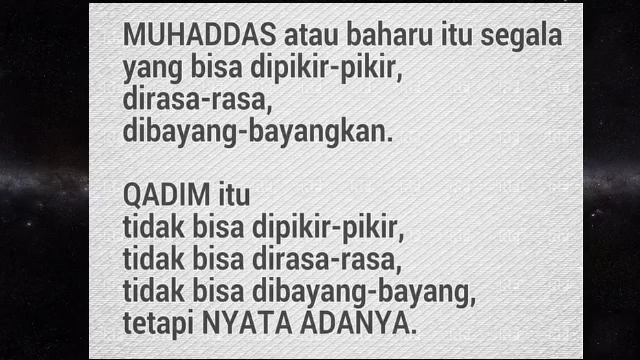 MUHADDAS atau baharu itu segala
yang bisa dipikir-pikir,
dirasa-rasa,
dibayang-bayangkan.
QADIM itu
tidak bisa dipikir-pikir,
tidak bisa dirasa-rasa,
tidak bisa dibayang-bayang,
tetapi NYATA ADANYA.